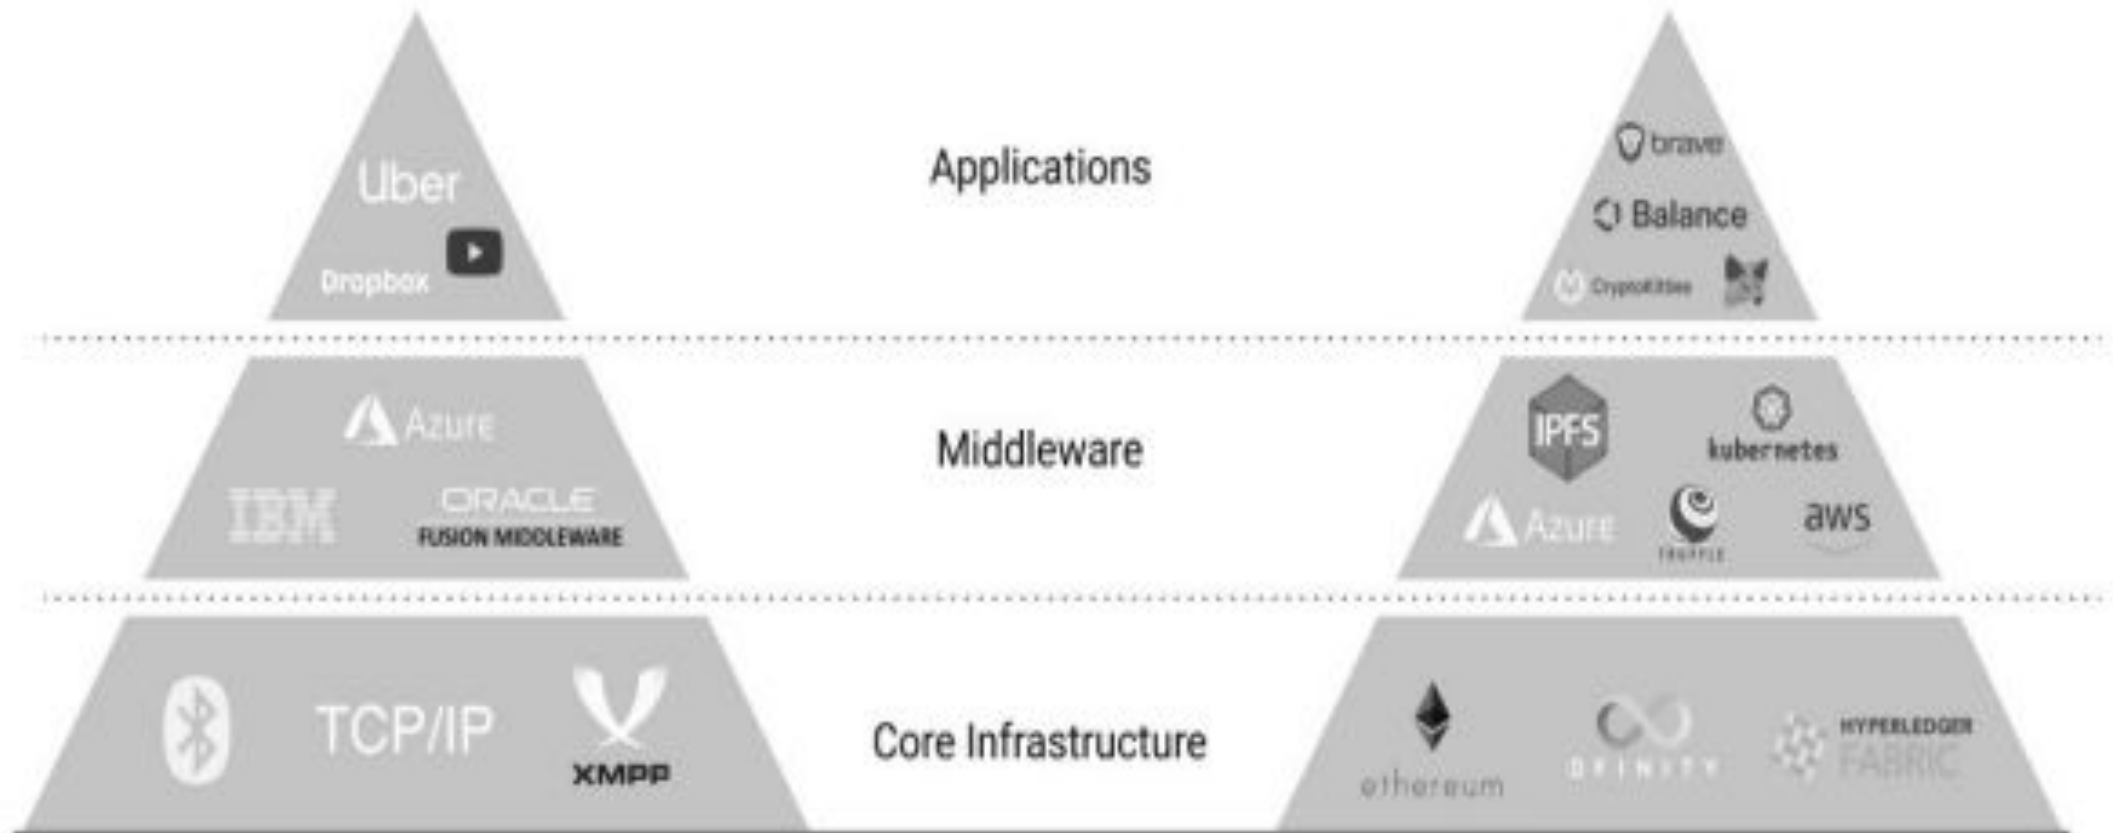 Uber
Dropbox
Applications
brave
Balance
CryptoKitties
Azure
IBM
ORACLE
FUSION MIDDLEWARE
Middleware
IPFS
kubernetes
Azure
TRUFFLE
aws
TCP/IP
XMPP
Core Infrastructure
ethereum
DFINITY
HYPERLEDGER
FABRIC